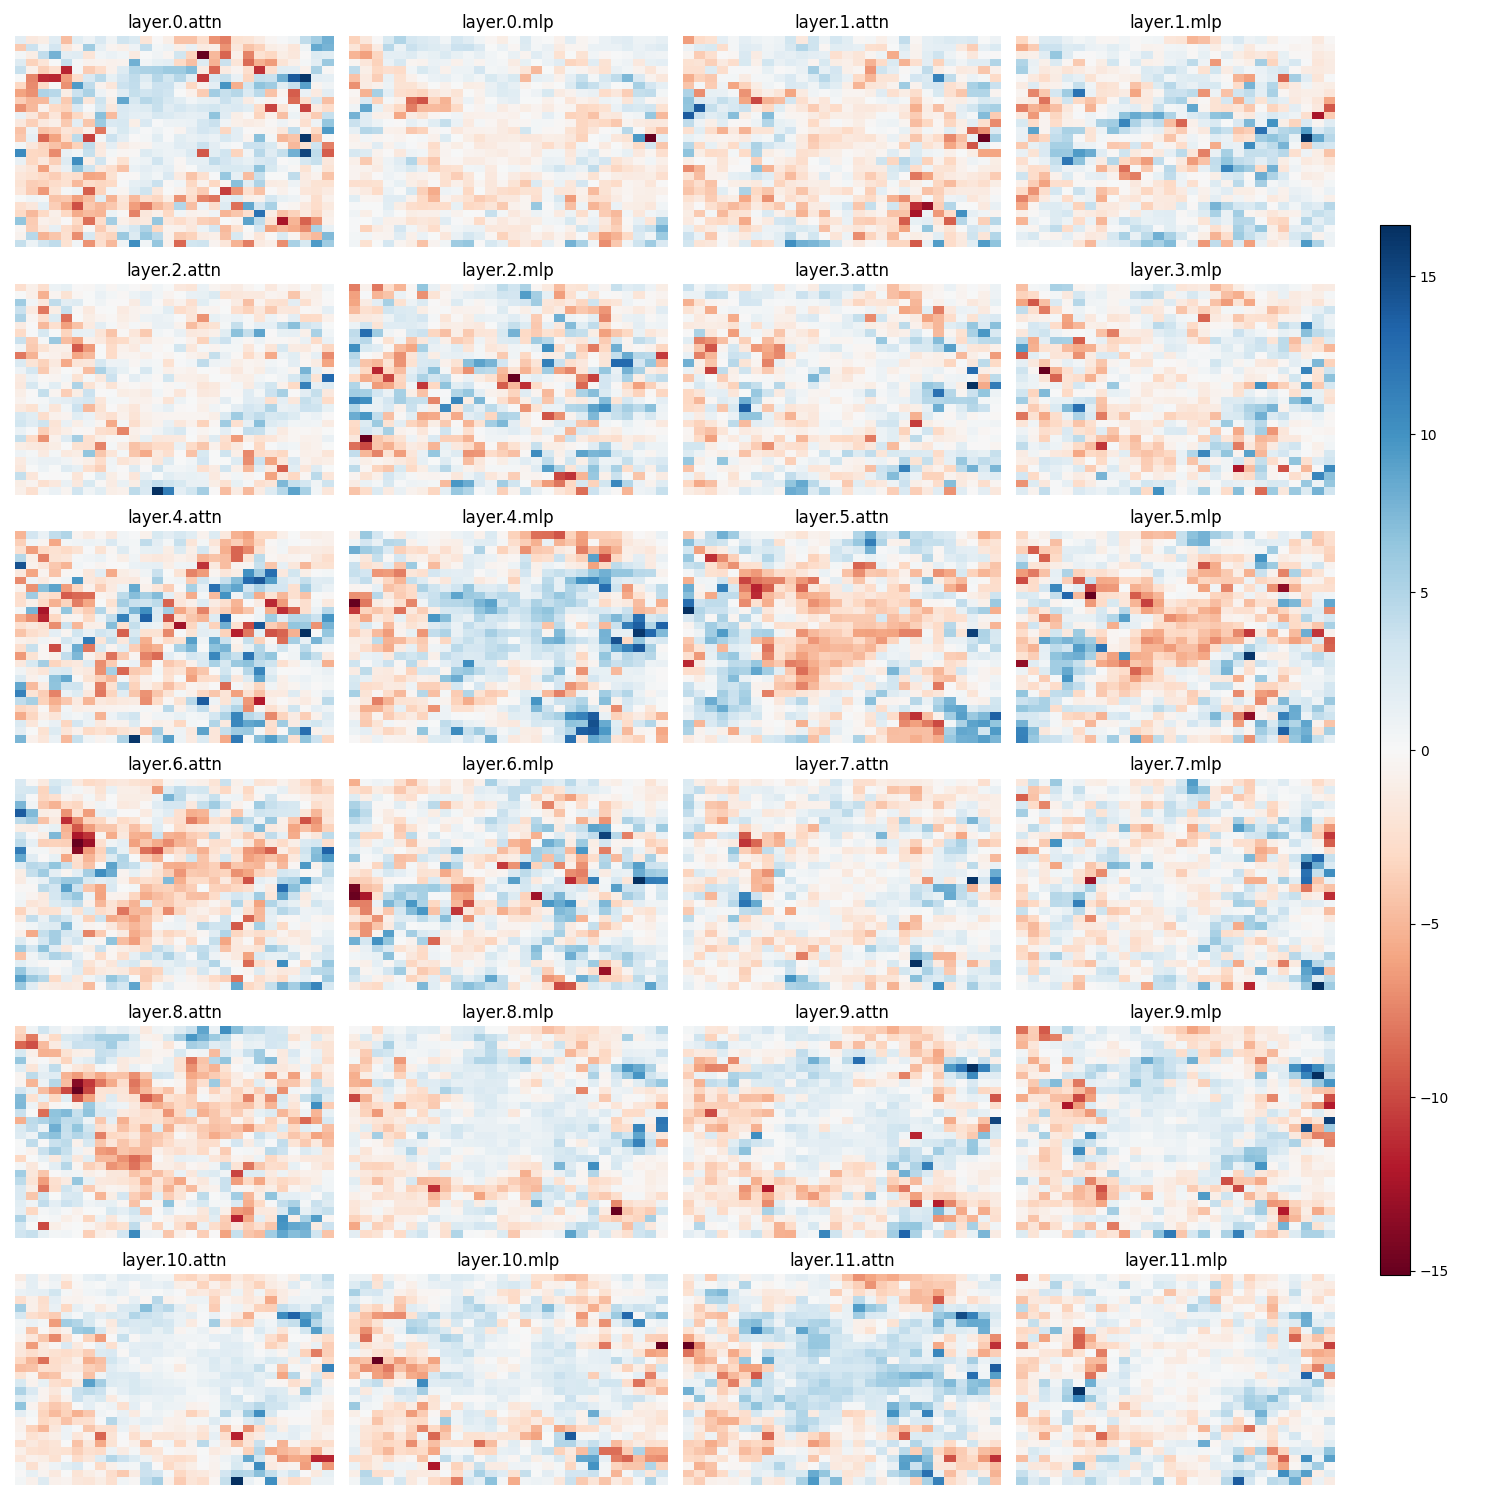 layer.0.attn layer.0.mlp layer.1.attn layer.1.mlp
layer.2.attn layer.2.mlp layer.3.attn layer.3.mlp
layer.4.attn layer.4.mlp layer.5.attn layer.5.mlp
layer.6.attn layer.6.mlp layer.7.attn layer.7.mlp
layer.8.attn layer.8.mlp layer.9.attn layer.9.mlp
layer.10.attn layer.10.mlp layer.11.attn layer.11.mlp
15
10
5
0
−5
−10
−15